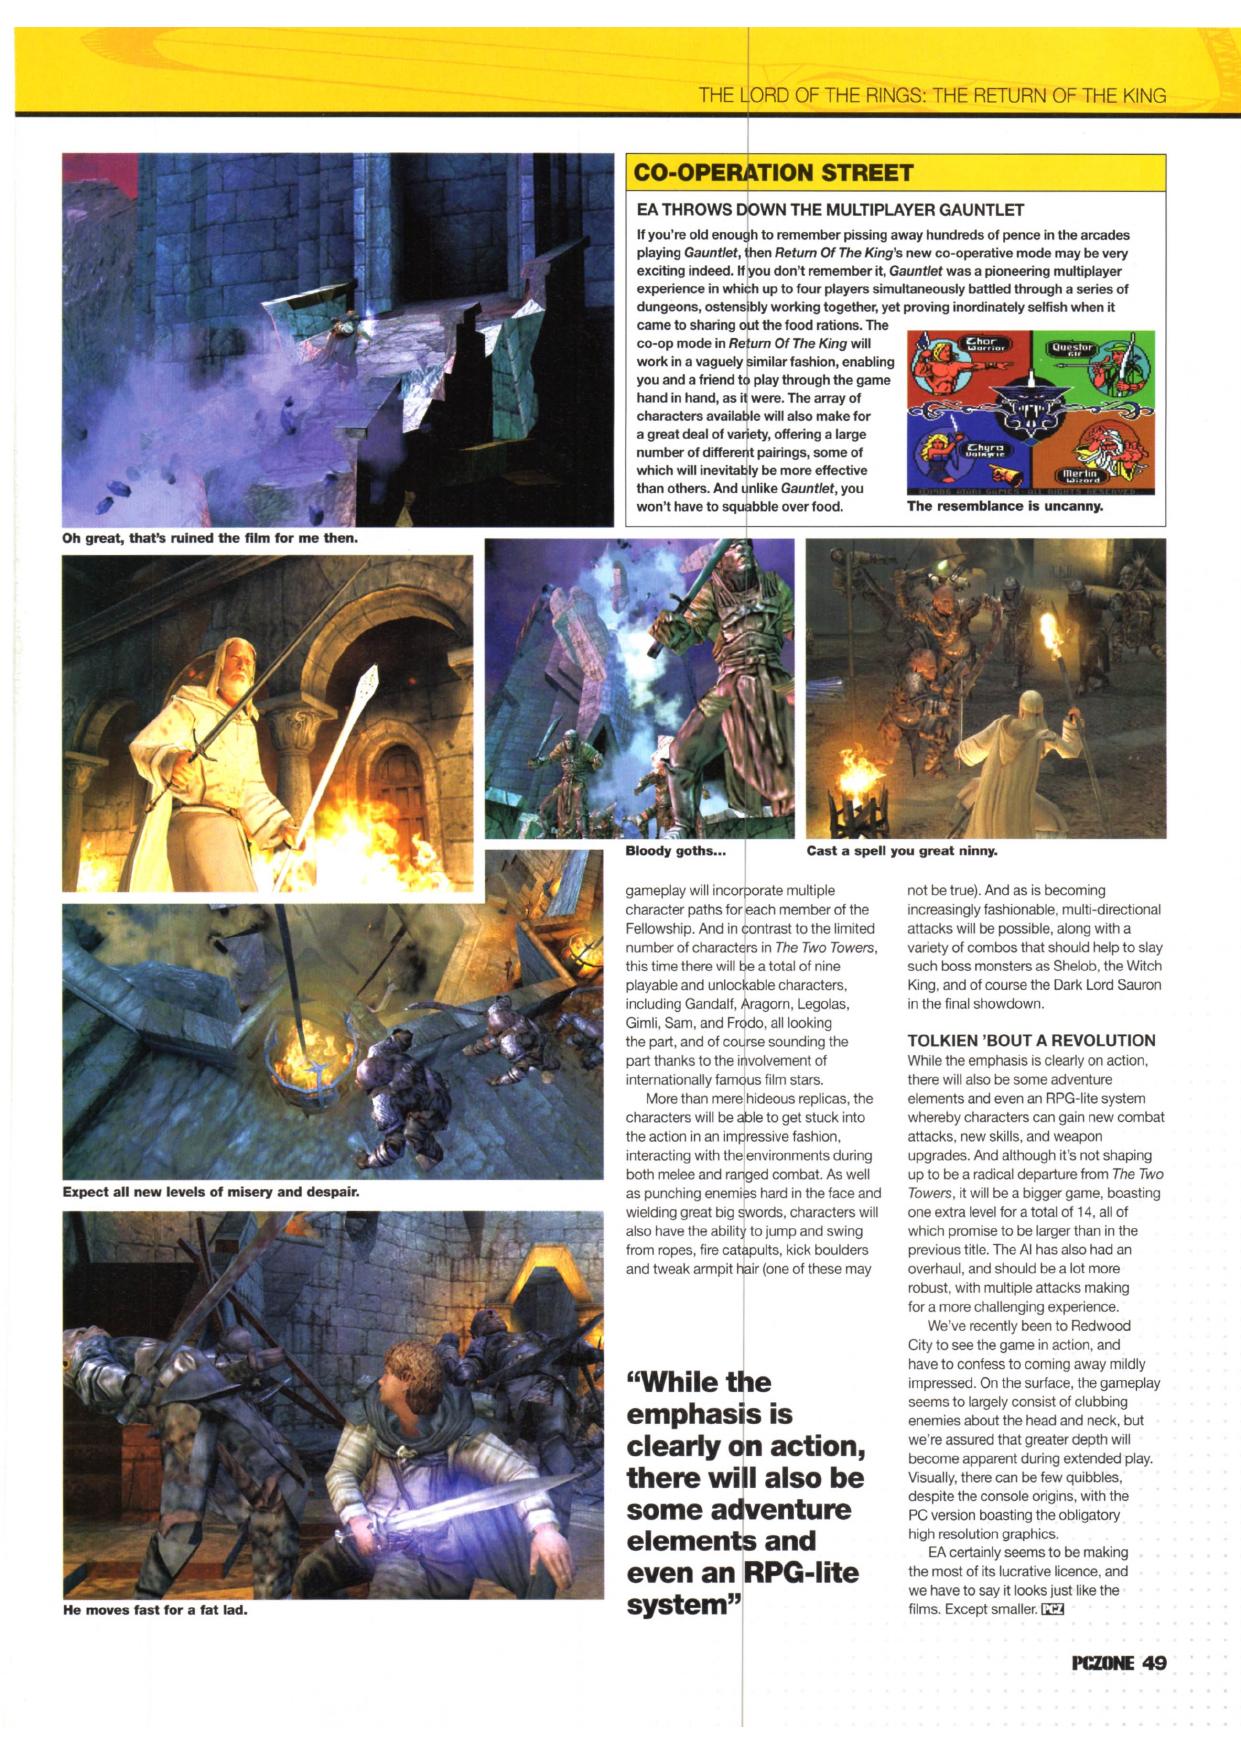 THE LORD OF THE RINGS: THE RETURN OF THE KING
CO-OPERATION STREET
EA THROWS DOWN THE MULTIPLAYER GAUNTLET
If you're old enough to remember pissing away hundreds of pence in the arcades
playing Gauntlet, then Return Of The King's new co-operative mode may be very
exciting indeed. If you don't remember it, Gauntlet was a pioneering multiplayer
experience in which up to four players simultaneously battled through a series of
dungeons, ostensibly working together, yet proving inordinately selfish when it
came to sharing out the food rations. The
co-op mode in Return Of The King will
work in a vaguely similar fashion, enabling
you and a friend to play through the game
hand in hand, as it were. The array of
characters available will also make for
a great deal of variety, offering a large
number of different pairings, some of
which will inevitably be more effective
than others. And unlike Gauntlet, you
won't have to squabble over food.
Thor
Warrior
Questor
Elf
Thyra
Valkyrie
Merlin
Wizard
The resemblance is uncanny.
Oh great, that's ruined the film for me then.
Bloody goths...
Cast a spell you great ninny.
Expect all new levels of misery and despair.
He moves fast for a fat lad.
gameplay will incorporate multiple
character paths for each member of the
Fellowship. And in contrast to the limited
number of characters in The Two Towers,
this time there will be a total of nine
playable and unlockable characters,
including Gandalf, Aragorn, Legolas,
Gimli, Sam, and Frodo, all looking
the part, and of course sounding the
part thanks to the involvement of
internationally famous film stars.
More than mere hideous replicas, the
characters will be able to get stuck into
the action in an impressive fashion,
interacting with the environments during
both melee and ranged combat. As well
as punching enemies hard in the face and
wielding great big swords, characters will
also have the ability to jump and swing
from ropes, fire catapults, kick boulders
and tweak armpit hair (one of these may
"While the
emphasis is
clearly on action,
there will also be
some adventure
elements and
even an RPG-lite
system"
not be true). And as is becoming
increasingly fashionable, multi-directional
attacks will be possible, along with a
variety of combos that should help to slay
such boss monsters as Shelob, the Witch
King, and of course the Dark Lord Sauron
in the final showdown.
TOLKIEN 'BOUT A REVOLUTION
While the emphasis is clearly on action,
there will also be some adventure
elements and even an RPG-lite system
whereby characters can gain new combat
attacks, new skills, and weapon
upgrades. And although it's not shaping
up to be a radical departure from The Two
Towers, it will be a bigger game, boasting
one extra level for a total of 14, all of
which promise to be larger than in the
previous title. The AI has also had an
overhaul, and should be a lot more
robust, with multiple attacks making
for a more challenging experience.
We've recently been to Redwood
City to see the game in action, and
have to confess to coming away mildly
impressed. On the surface, the gameplay
seems to largely consist of clubbing
enemies about the head and neck, but
we're assured that greater depth will
become apparent during extended play.
Visually, there can be few quibbles,
despite the console origins, with the
PC version boasting the obligatory
high resolution graphics.
EA certainly seems to be making
the most of its lucrative licence, and
we have to say it looks just like the
films. Except smaller. PCZ
PCZONE 49